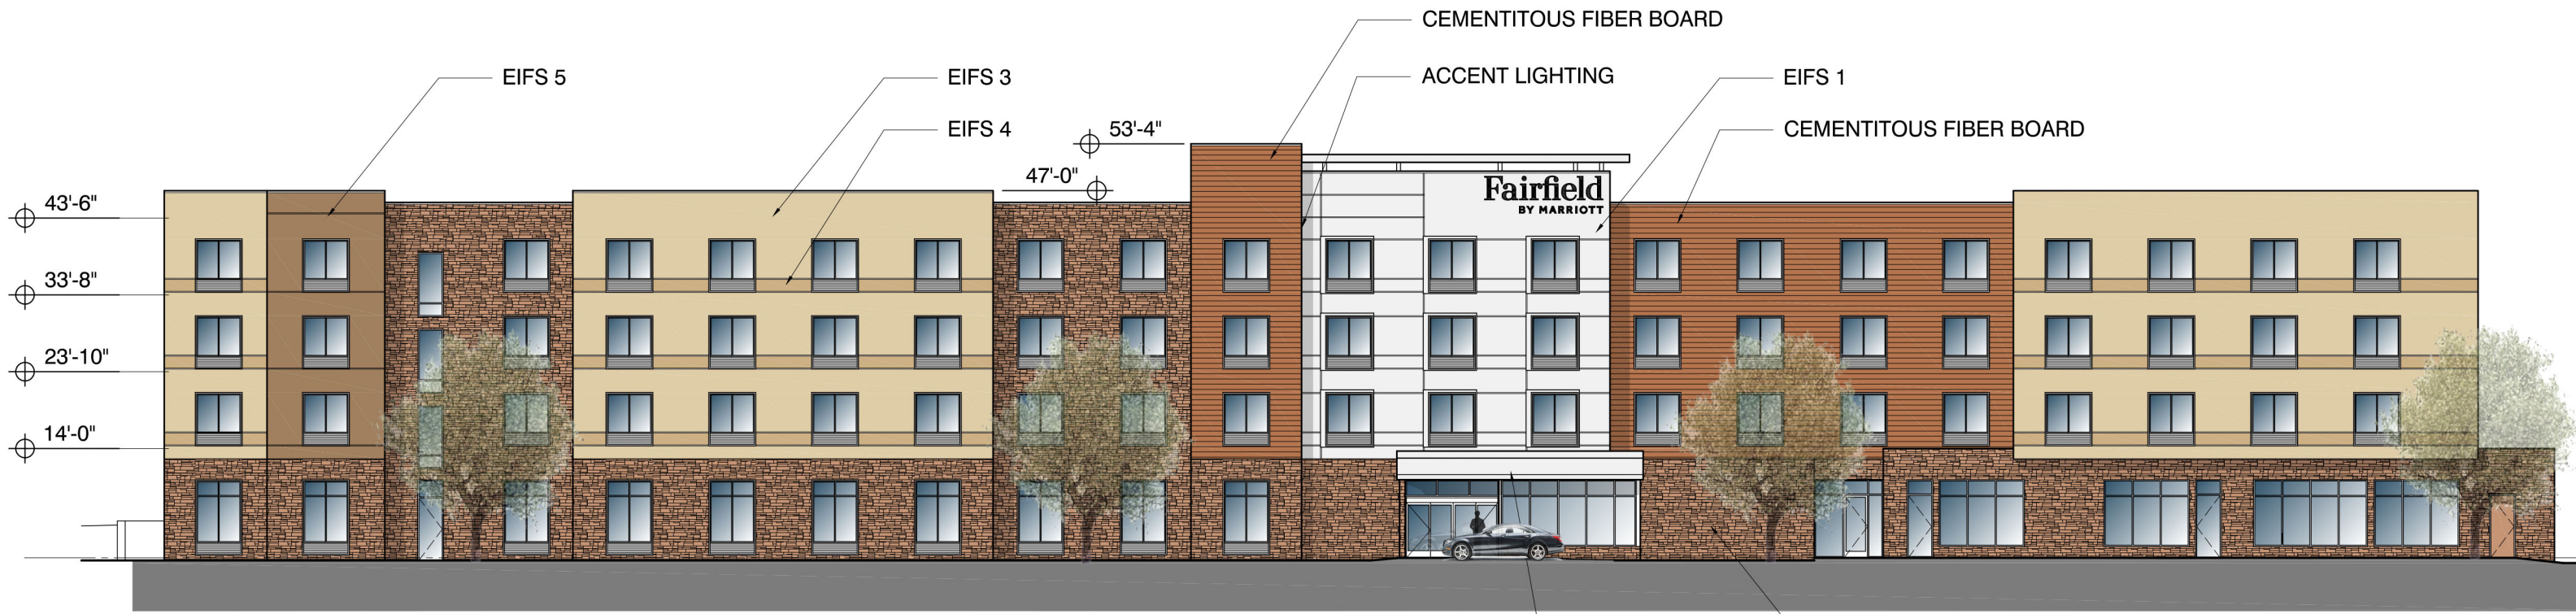 CEMENTITOUS FIBER BOARD
EIFS 5
EIFS 3
ACCENT LIGHTING
EIFS 1
EIFS 4
53'-4"
CEMENTITOUS FIBER BOARD
47'-0"
Fairfield
BY MARRIOTT
43'-6"
33'-8"
23'-10"
14'-0"